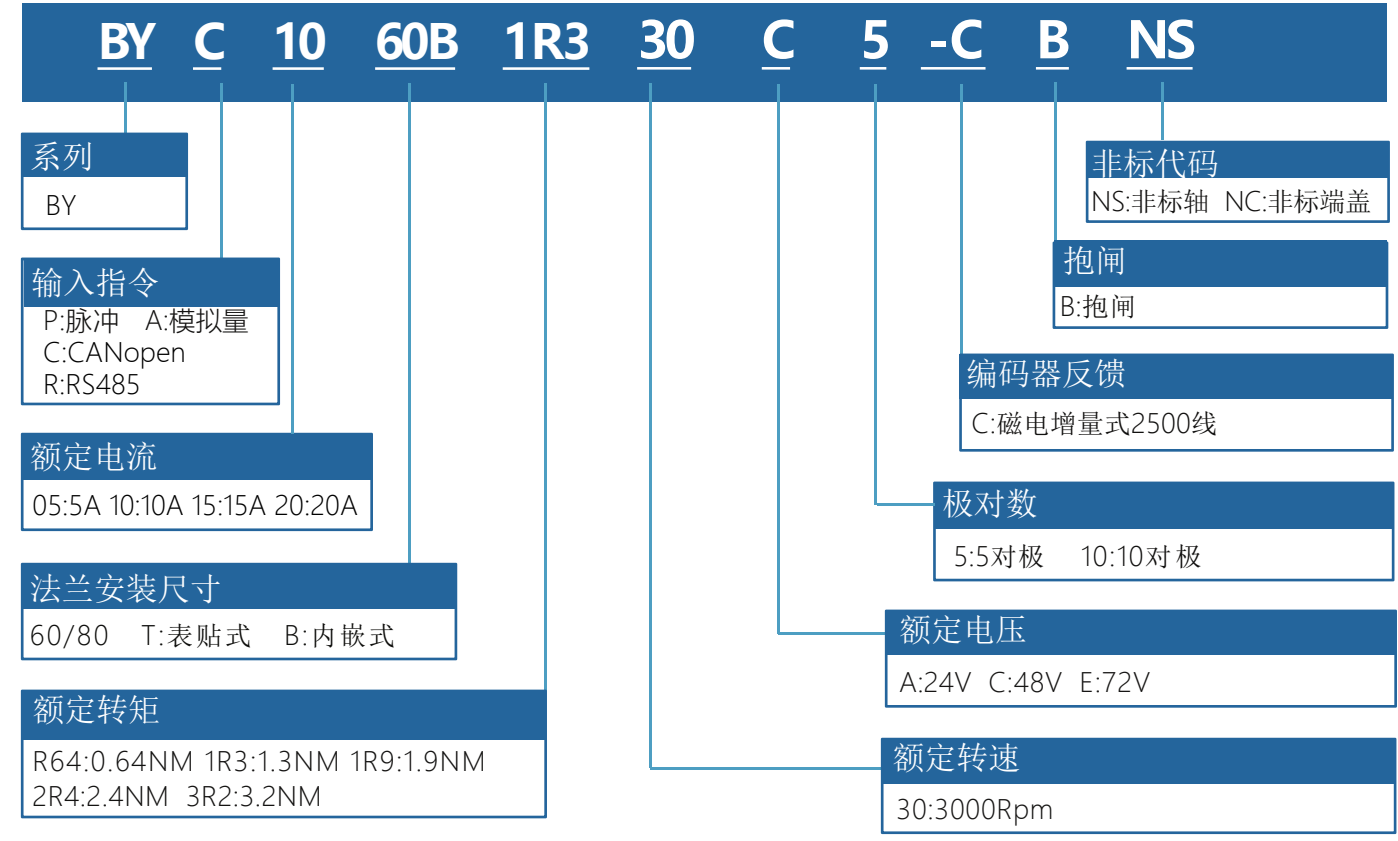 BY C 10 60B 1R3 30 C 5 -C B NS
系列
BY
输入指令
P:脉冲 A:模拟量
C:CANopen
R:RS485
额定电流
05:5A 10:10A 15:15A 20:20A
法兰安装尺寸
60/80 T:表贴式 B:内嵌式
额定转矩
R64:0.64NM 1R3:1.3NM 1R9:1.9NM
2R4:2.4NM 3R2:3.2NM
非标代码
NS:非标轴 NC:非标端盖
抱闸
B:抱闸
编码器反馈
C:磁电增量式2500线
极对数
5:5对极 10:10对极
额定电压
A:24V C:48V E:72V
额定转速
30:3000Rpm